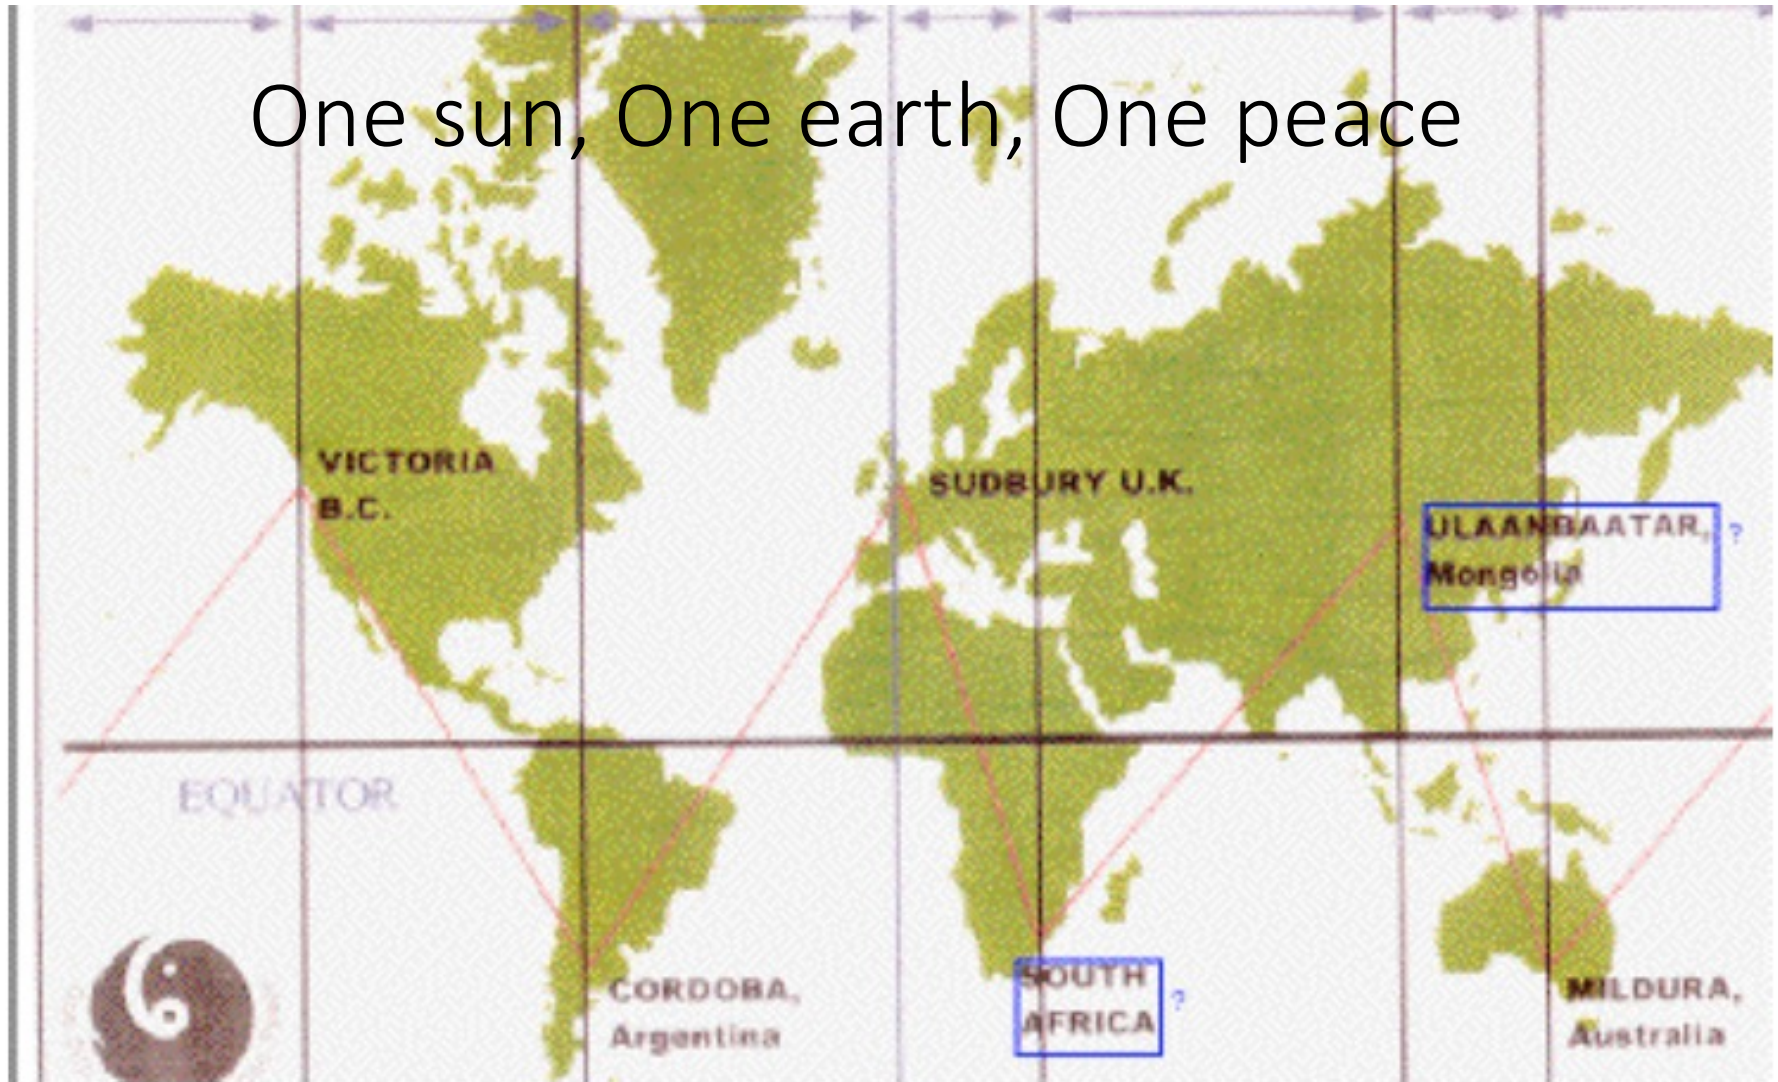 One sun, One earth, One peace
VICTORIA
B.C.
SUDBURY U.K.
ULAANBAATAR, ?
Mongolia
EQUATOR
CORDOBA,
Argentina
SOUTH ?
AFRICA
MILDURA,
Australia